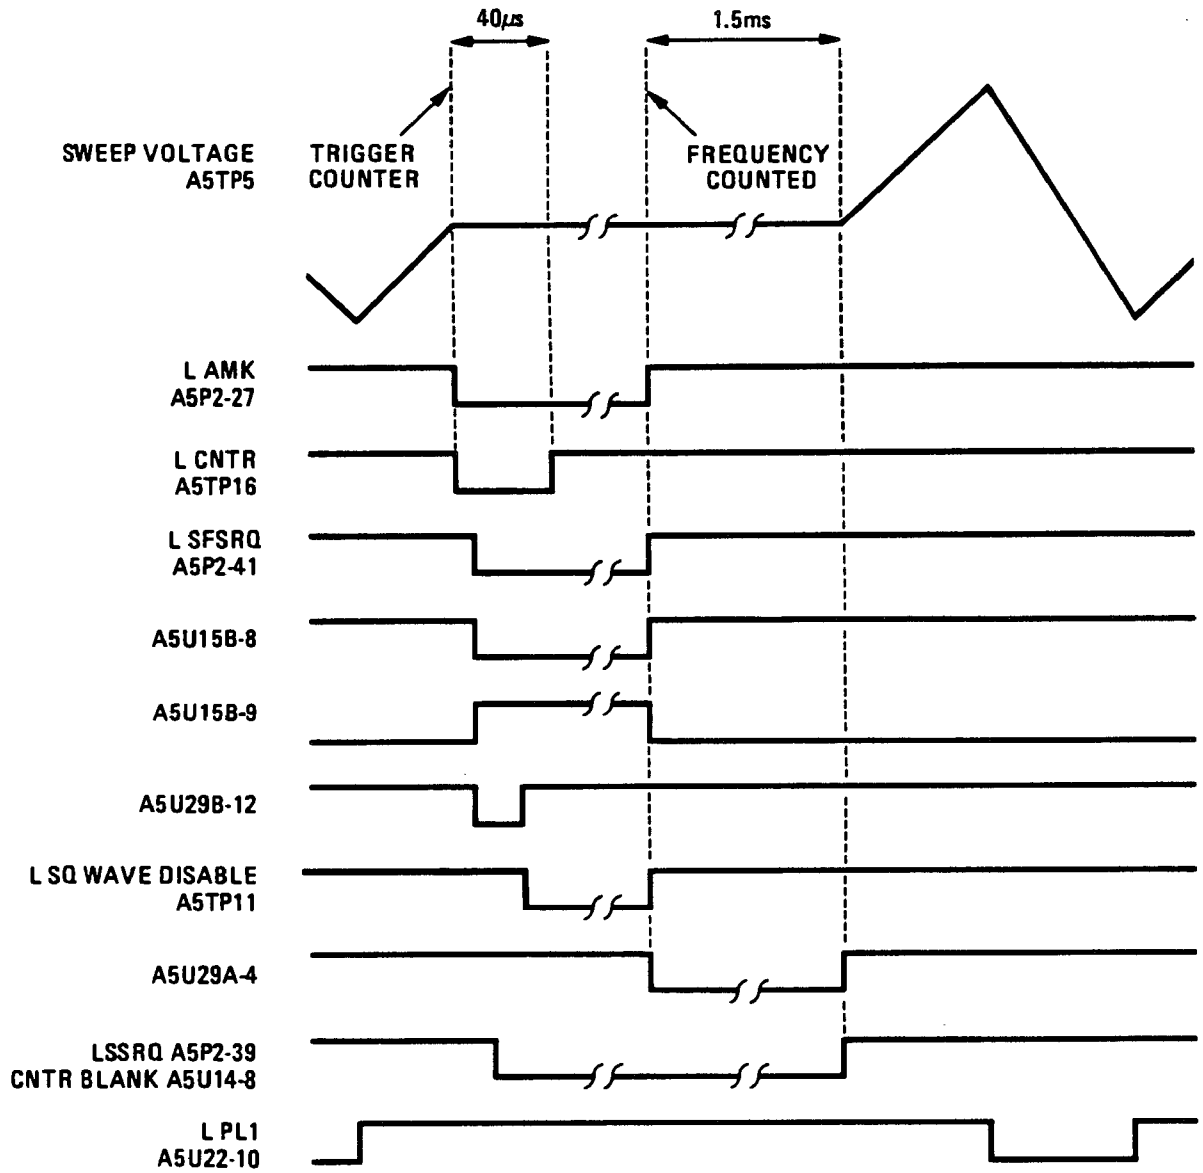 40µs
1.5ms
SWEEP VOLTAGE
A5TP5
TRIGGER
COUNTER
FREQUENCY
COUNTED
L AMK
A5P2-27
L CNTR
A5TP16
L SFSRQ
A5P2-41
A5U15B-8
A5U15B-9
A5U29B-12
L SQ WAVE DISABLE
A5TP11
A5U29A-4
LSSRQ A5P2-39
CNTR BLANK A5U14-8
L PL1
A5U22-10